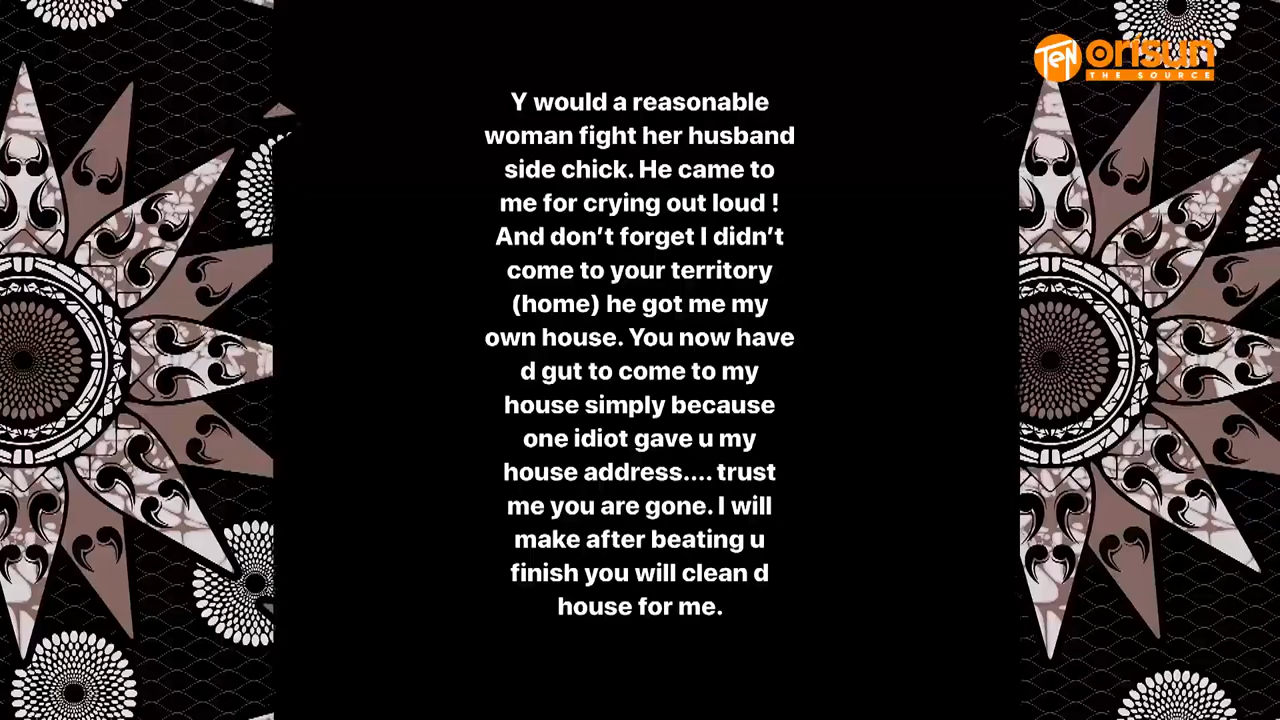 TEN orisun
THE SOURCE
Y would a reasonable
woman fight her husband
side chick. He came to
me for crying out loud !
And don’t forget I didn’t
come to your territory
(home) he got me my
own house. You now have
d gut to come to my
house simply because
one idiot gave u my
house address.... trust
me you are gone. I will
make after beating u
finish you will clean d
house for me.